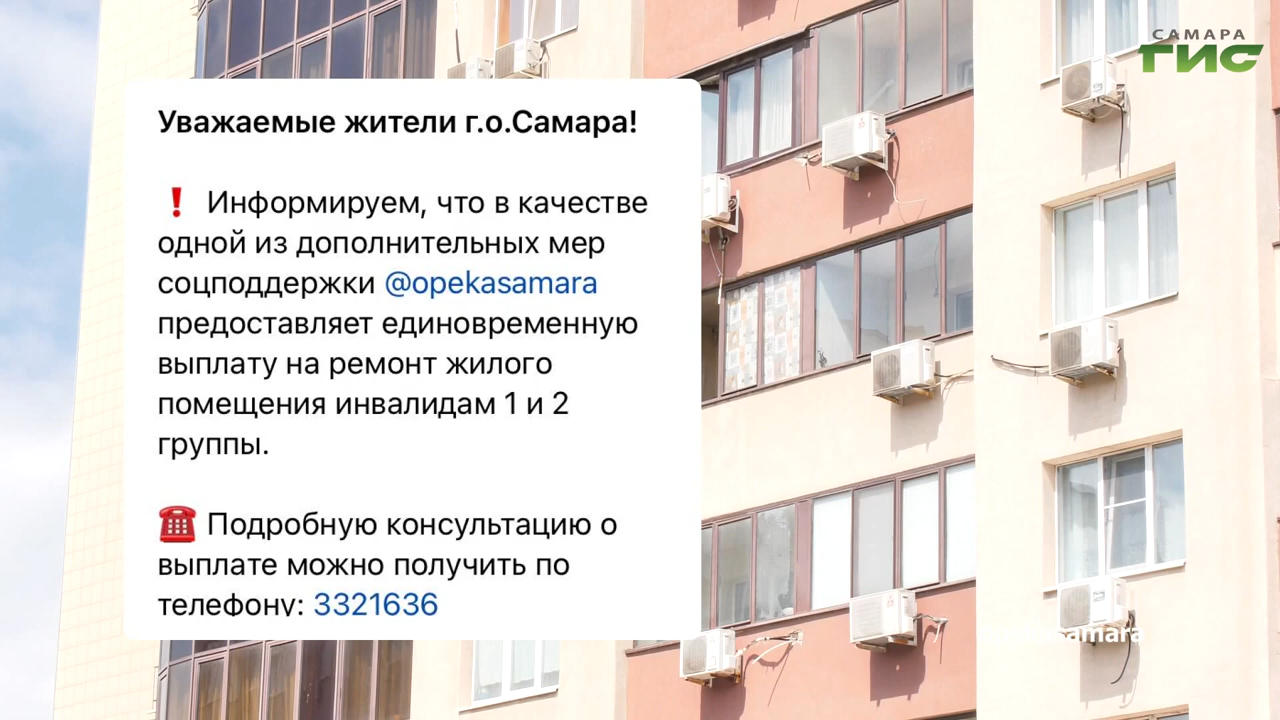 САМАРА
ГИС
Уважаемые жители г.о.Самара!
❗ Информируем, что в качестве
одной из дополнительных мер
соцподдержки @opekasamara
предоставляет единовременную
выплату на ремонт жилого
помещения инвалидам 1 и 2
группы.
☎️ Подробную консультацию о
выплате можно получить по
телефону: 3321636